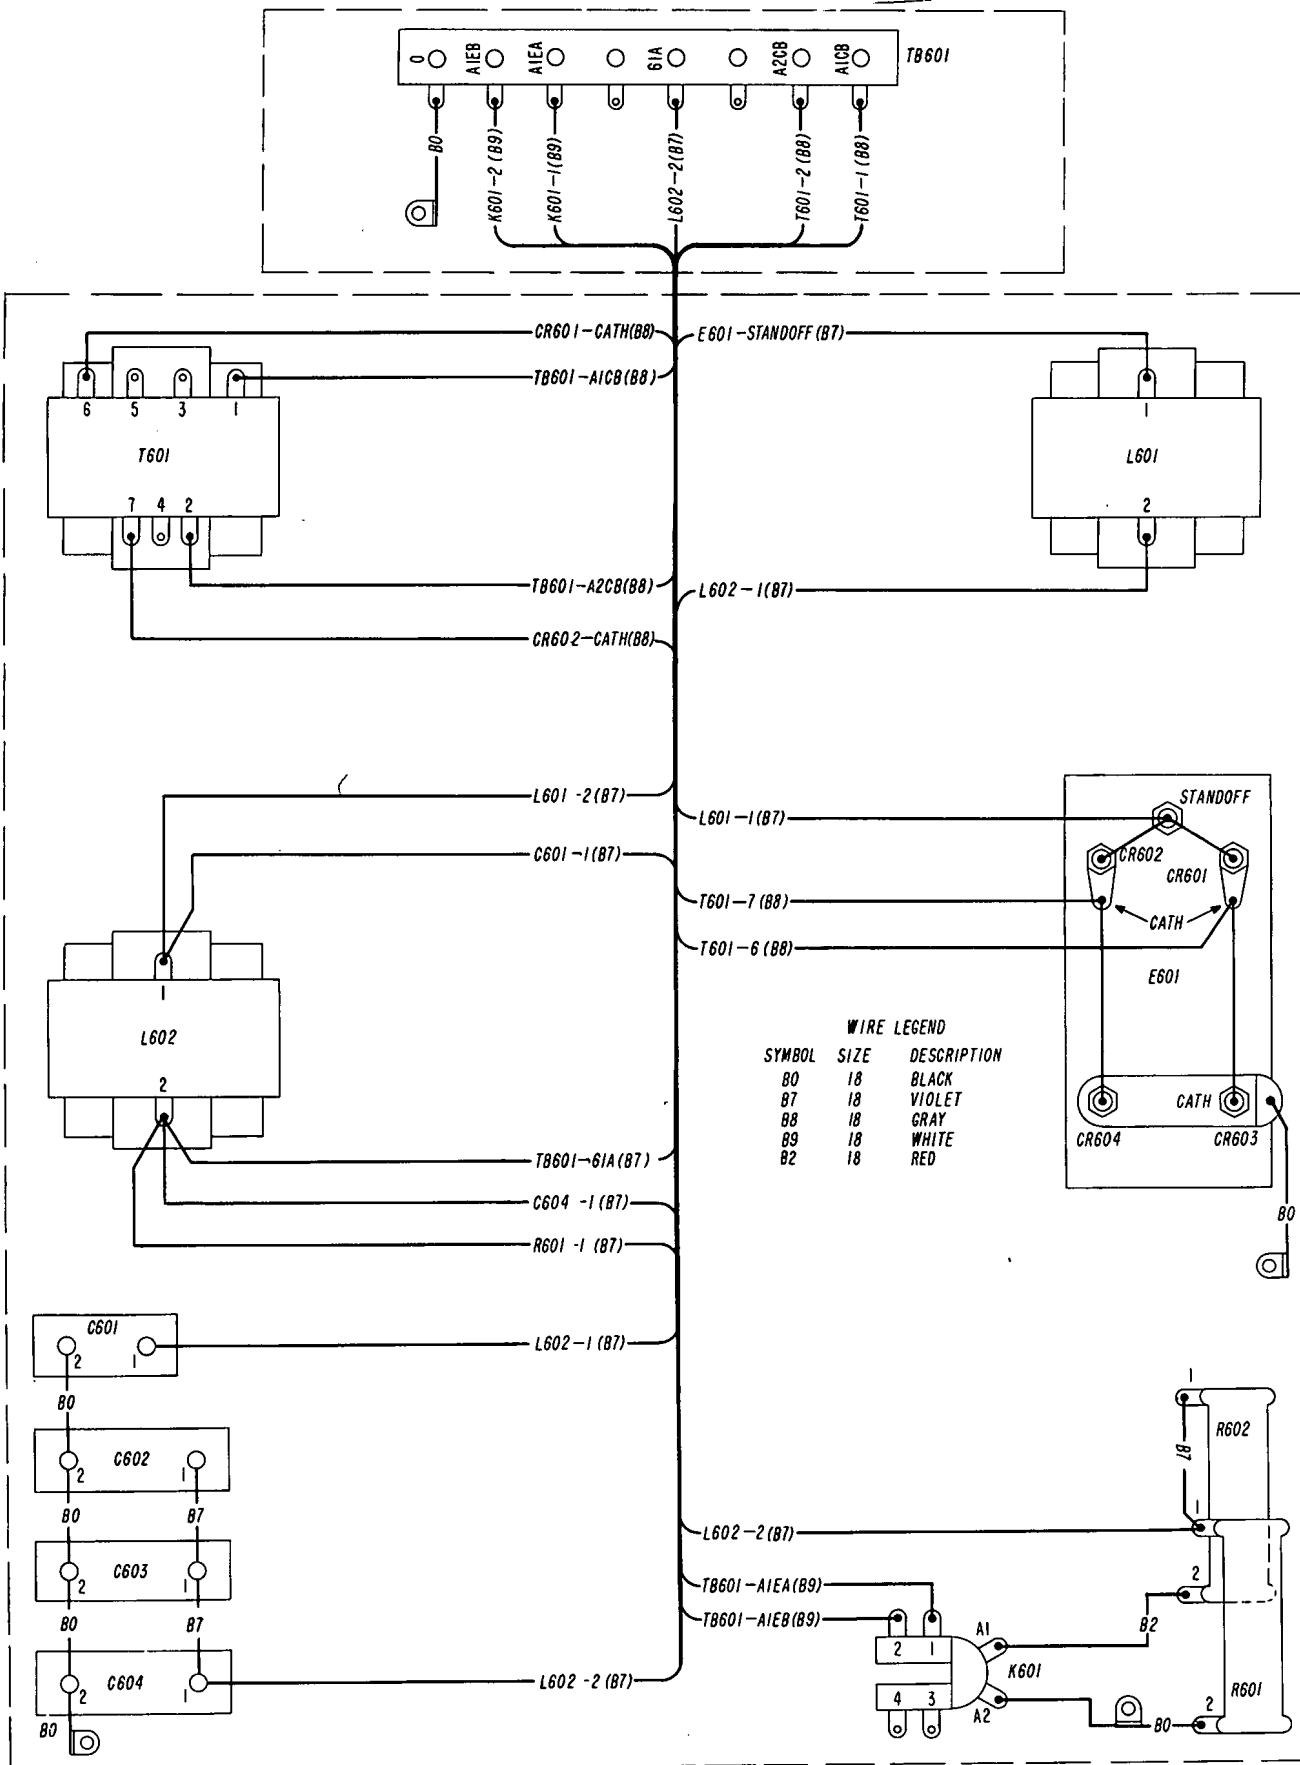 0 A1EB A1EA 61A A2CB A1CB TB601
B0 K601-2 (B9) K601-1(B9) L602-2(B7) T601-2(B8) T601-1(B8)
CR601-CATH(B8) E601-STANDOFF(B7)
TB601-A1CB(B8)
6 5 3 1
1
T601
L601
7 4 2
2
TB601-A2CB(B8) L602-1(B7)
CR602-CATH(B8)
L601-2(B7)
STANDOFF
L601-1(B7)
C601-1(B7)
CR602
CR601
T601-7(B8)
CATH
T601-6(B8)
E601
1
L602
2
WIRE LEGEND
SYMBOL SIZE DESCRIPTION
B0 18 BLACK
B7 18 VIOLET
B8 18 GRAY
B9 18 WHITE
B2 18 RED
CATH
CR604 CR603
TB601-61A(B7)
C604-1(B7)
B0
R601-1(B7)
C601
2 1
L602-1(B7)
B0
1
R602
C602
2 1
B7
B0 B7
1
L602-2(B7)
C603
2 1
2
TB601-A1EA(B9)
TB601-A1EB(B9)
B0 B7
B2
2 1 A1
K601
C604
2 1
L602-2(B7)
4 3 A2
R601
2
B0
B0